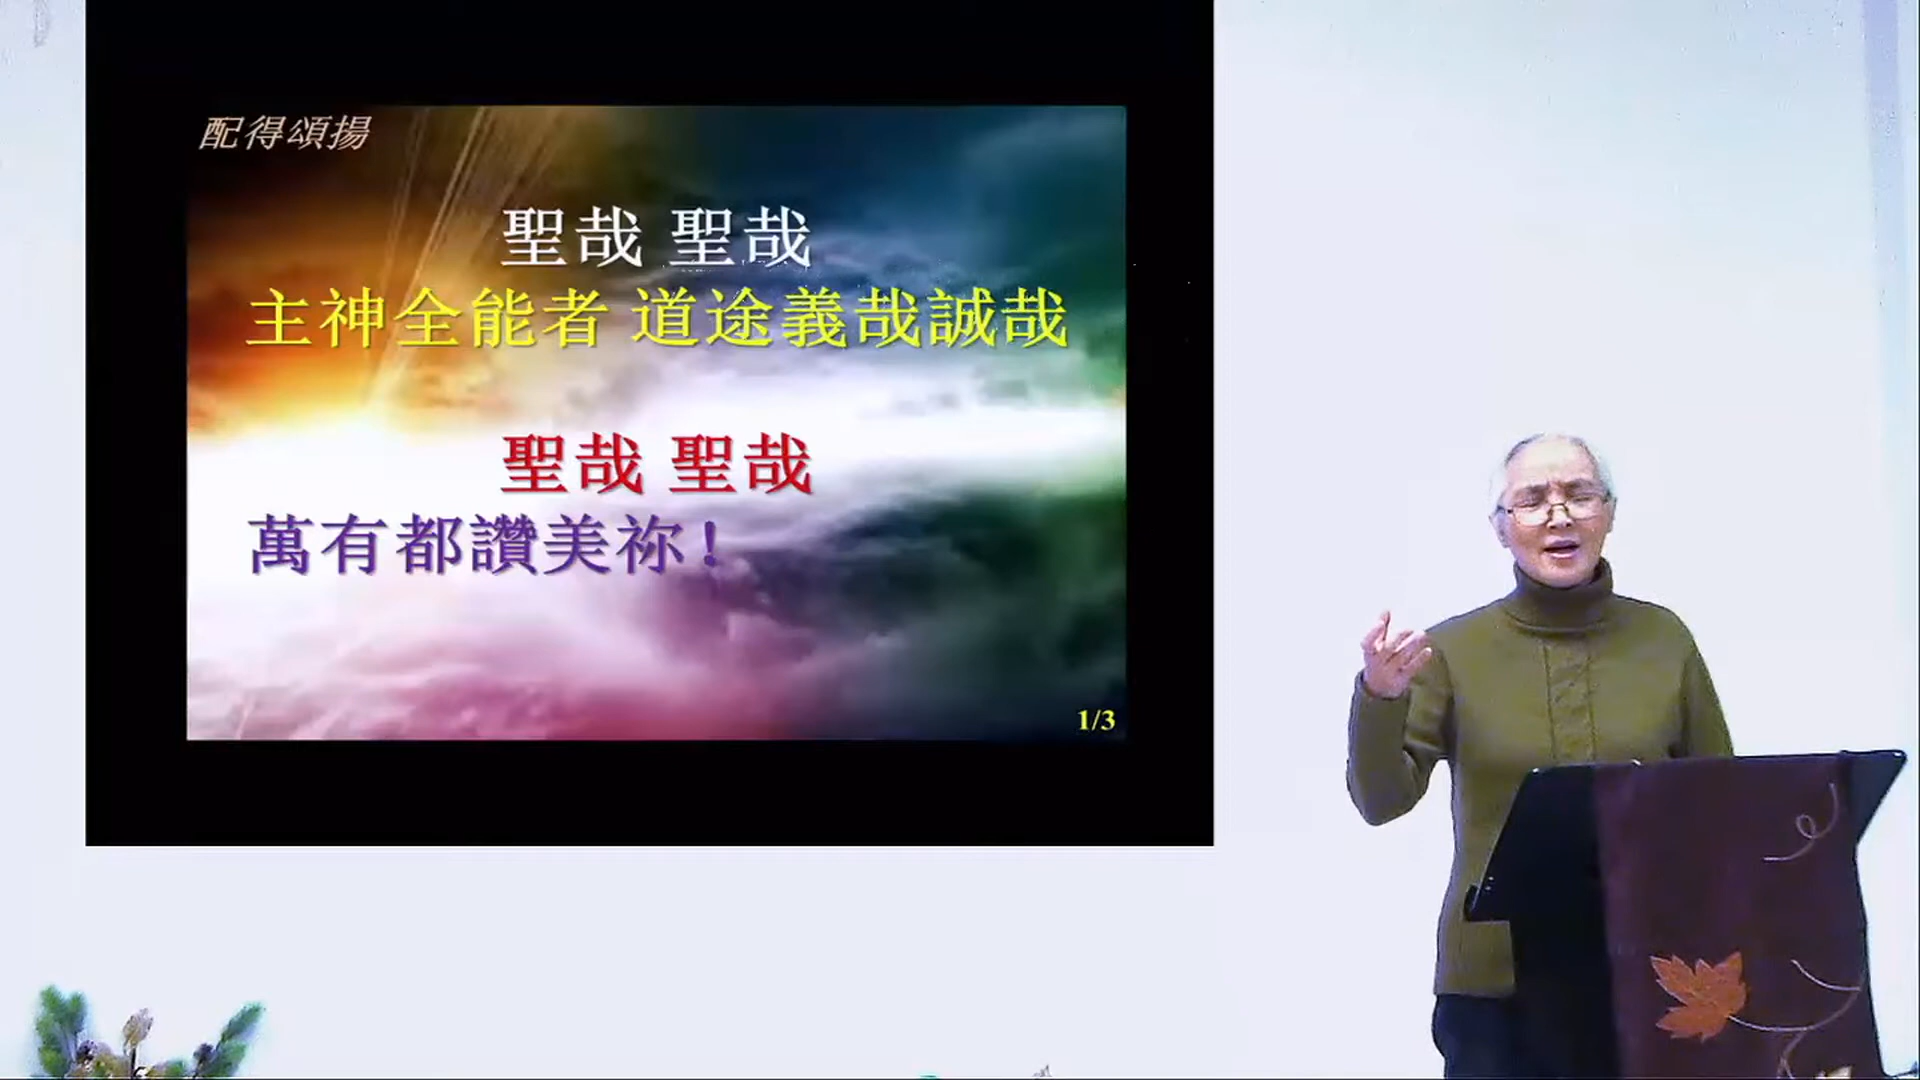 配得頌揚
聖哉 聖哉
主神全能者 道途義哉誠哉
聖哉 聖哉
萬有都讚美祢！
1/3